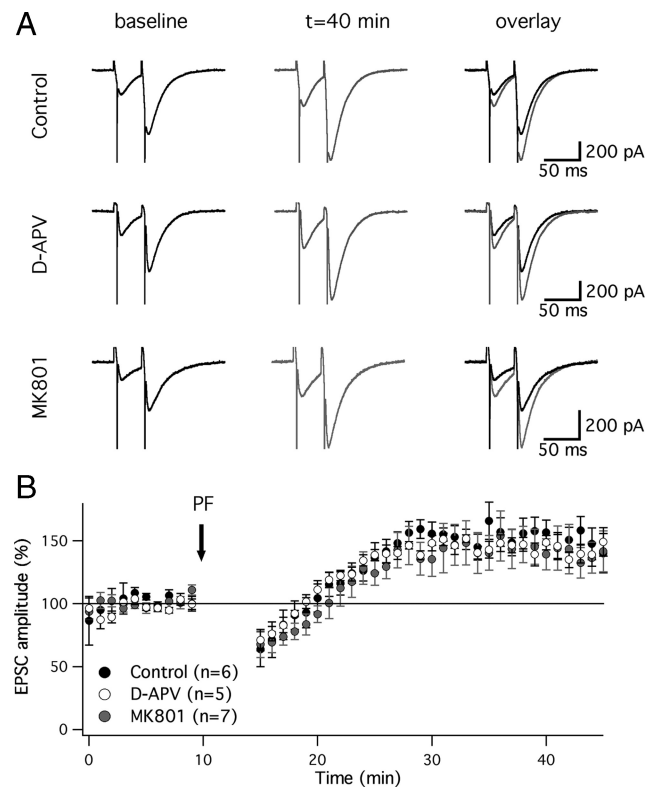 A
baseline
t=40 min
overlay
Control
200 pA
50 ms
D-APV
200 pA
50 ms
MK801
200 pA
50 ms
B
PF
EPSC amplitude (%)
150
100
50
0
Control (n=6)
D-APV (n=5)
MK801 (n=7)
0
10
20
30
40
Time (min)